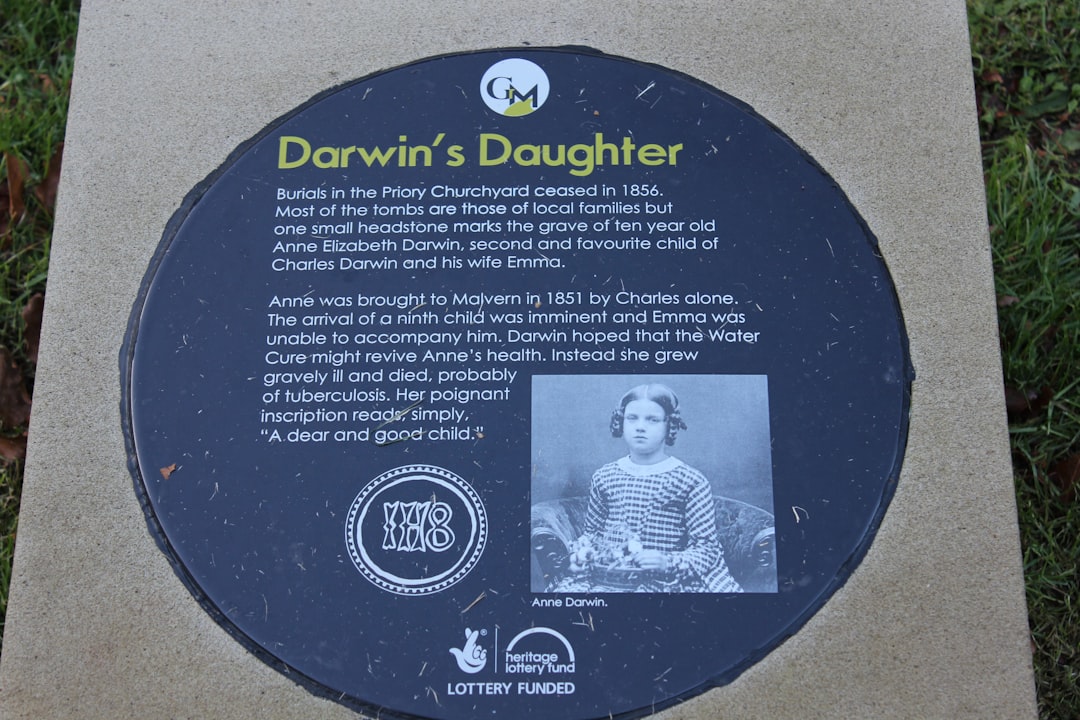 GM
Darwin's Daughter
Burials in the Priory Churchyard ceased in 1856.
Most of the tombs are those of local families but
one small headstone marks the grave of ten year old
Anne Elizabeth Darwin, second and favourite child of
Charles Darwin and his wife Emma.
Anne was brought to Malvern in 1851 by Charles alone.
The arrival of a ninth child was imminent and Emma was
unable to accompany him. Darwin hoped that the Water
Cure might revive Anne's health. Instead she grew
gravely ill and died, probably
of tuberculosis. Her poignant
inscription reads, simply,
“A dear and good child.”
IH8
Anne Darwin.
heritage
lottery fund
LOTTERY FUNDED